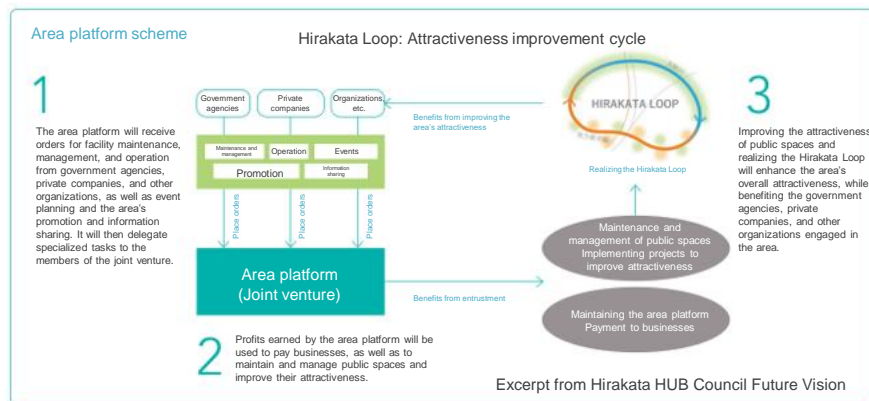 Area platform scheme
Hirakata Loop: Attractiveness improvement cycle
1
The area platform will receive
orders for facility maintenance,
management, and operation
from government agencies,
private companies, and other
organizations, as well as event
planning and the area's
promotion and information
sharing. It will then delegate
specialized tasks to the
members of the joint venture.
Government
agencies
Private
companies
Organizations,
etc.
Maintenance and
management
Operation
Events
Promotion
Information
sharing
Place orders
Place orders
Place orders
Area platform
(Joint venture)
Benefits from improving the
area's attractiveness
Benefits from entrustment
HIRAKATA LOOP
Realizing the Hirakata Loop
Maintenance and
management of public spaces
Implementing projects to
improve attractiveness
Maintaining the area platform
Payment to businesses
2
Profits earned by the area platform will be
used to pay businesses, as well as to
maintain and manage public spaces and
improve their attractiveness.
3
Improving the attractiveness
of public spaces and
realizing the Hirakata Loop
will enhance the area's
overall attractiveness, while
benefiting the government
agencies, private
companies, and other
organizations engaged in
the area.
Excerpt from Hirakata HUB Council Future Vision